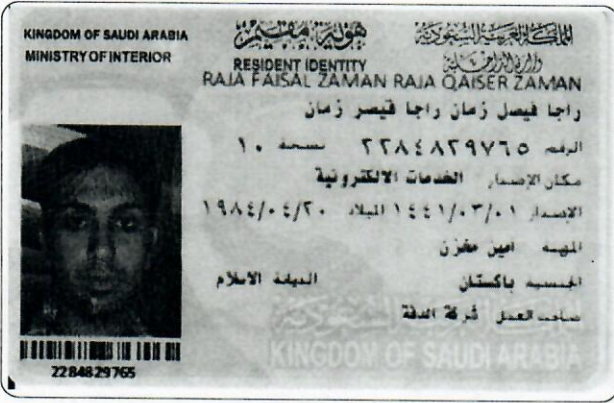 KINGDOM OF SAUDI ARABIA
MINISTRY OF INTERIOR
هوية مقيم
المملكة العربية السعودية
وزارة الداخلية
RESIDENT IDENTITY
RAJA FAISAL ZAMAN RAJA QAISER ZAMAN
راجا فيصل زمان راجا قيصر زمان
الرقم ٢٢٨٤٨٢٩٧٦٥ نسخة ١٠
مكان الإصدار الخدمات الالكترونية
الإصدار ١٤٤١/٠٣/٠١ الميلاد ١٩٨٤/٠٤/٢٠
المهنة امين مخزن
الجنسية باكستان الديانة الاسلام
صاحب العمل شركة الدقة
KINGDOM OF SAUDI ARABIA
2284829765